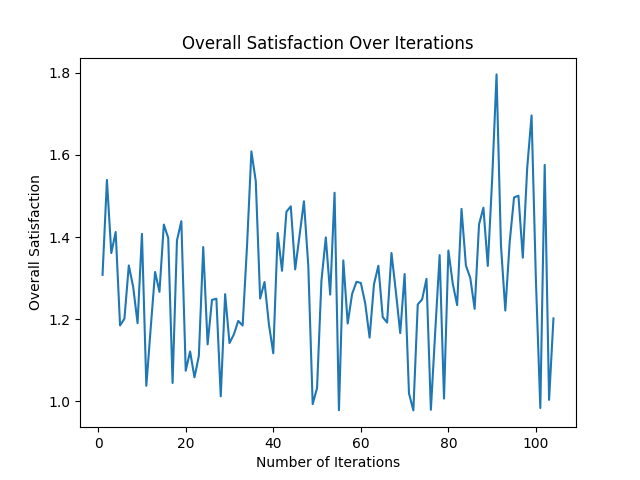 Overall Satisfaction Over Iterations
Overall Satisfaction
1.8
1.6
1.4
1.2
1.0
0 20 40 60 80 100
Number of Iterations